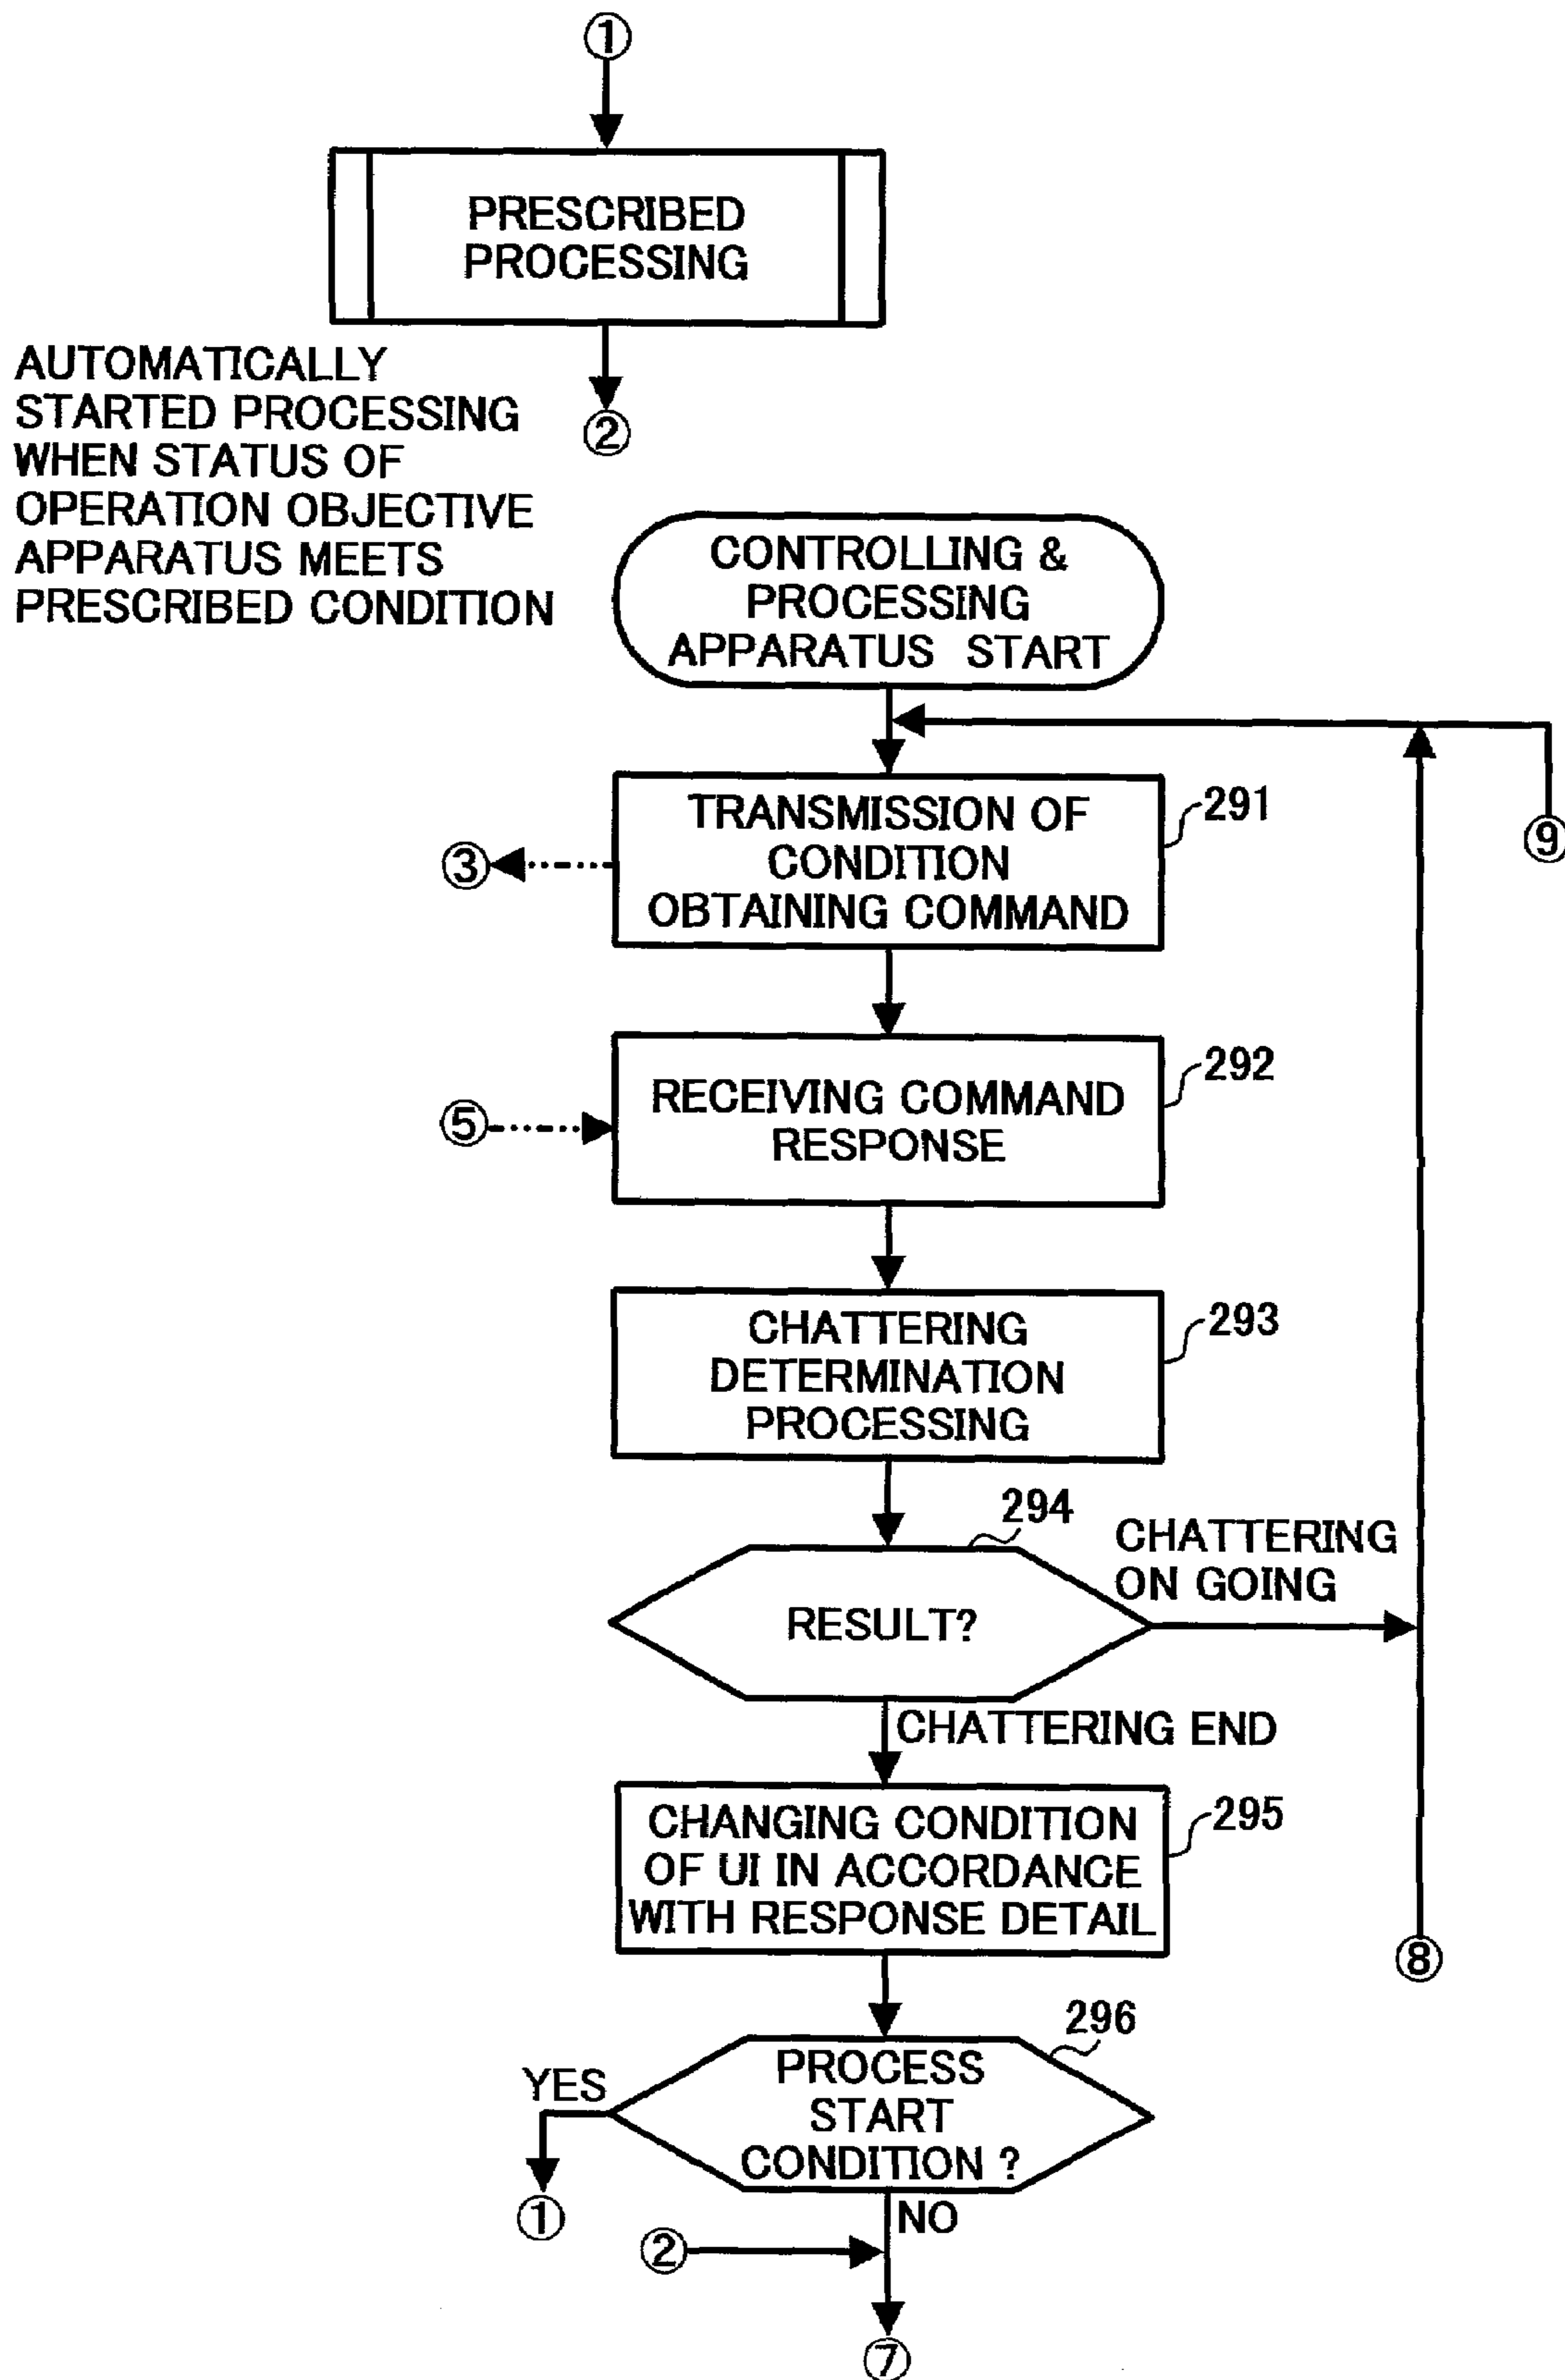 ①
PRESCRIBED
PROCESSING
②
AUTOMATICALLY
STARTED PROCESSING
WHEN STATUS OF
OPERATION OBJECTIVE
APPARATUS MEETS
PRESCRIBED CONDITION
CONTROLLING &
PROCESSING
APPARATUS START
291
TRANSMISSION OF
CONDITION
OBTAINING COMMAND
③
⑨
292
RECEIVING COMMAND
RESPONSE
⑤
293
CHATTERING
DETERMINATION
PROCESSING
294
CHATTERING
ON GOING
RESULT?
CHATTERING END
295
CHANGING CONDITION
OF UI IN ACCORDANCE
WITH RESPONSE DETAIL
⑧
296
PROCESS
START
CONDITION ?
YES
①
NO
②
⑦